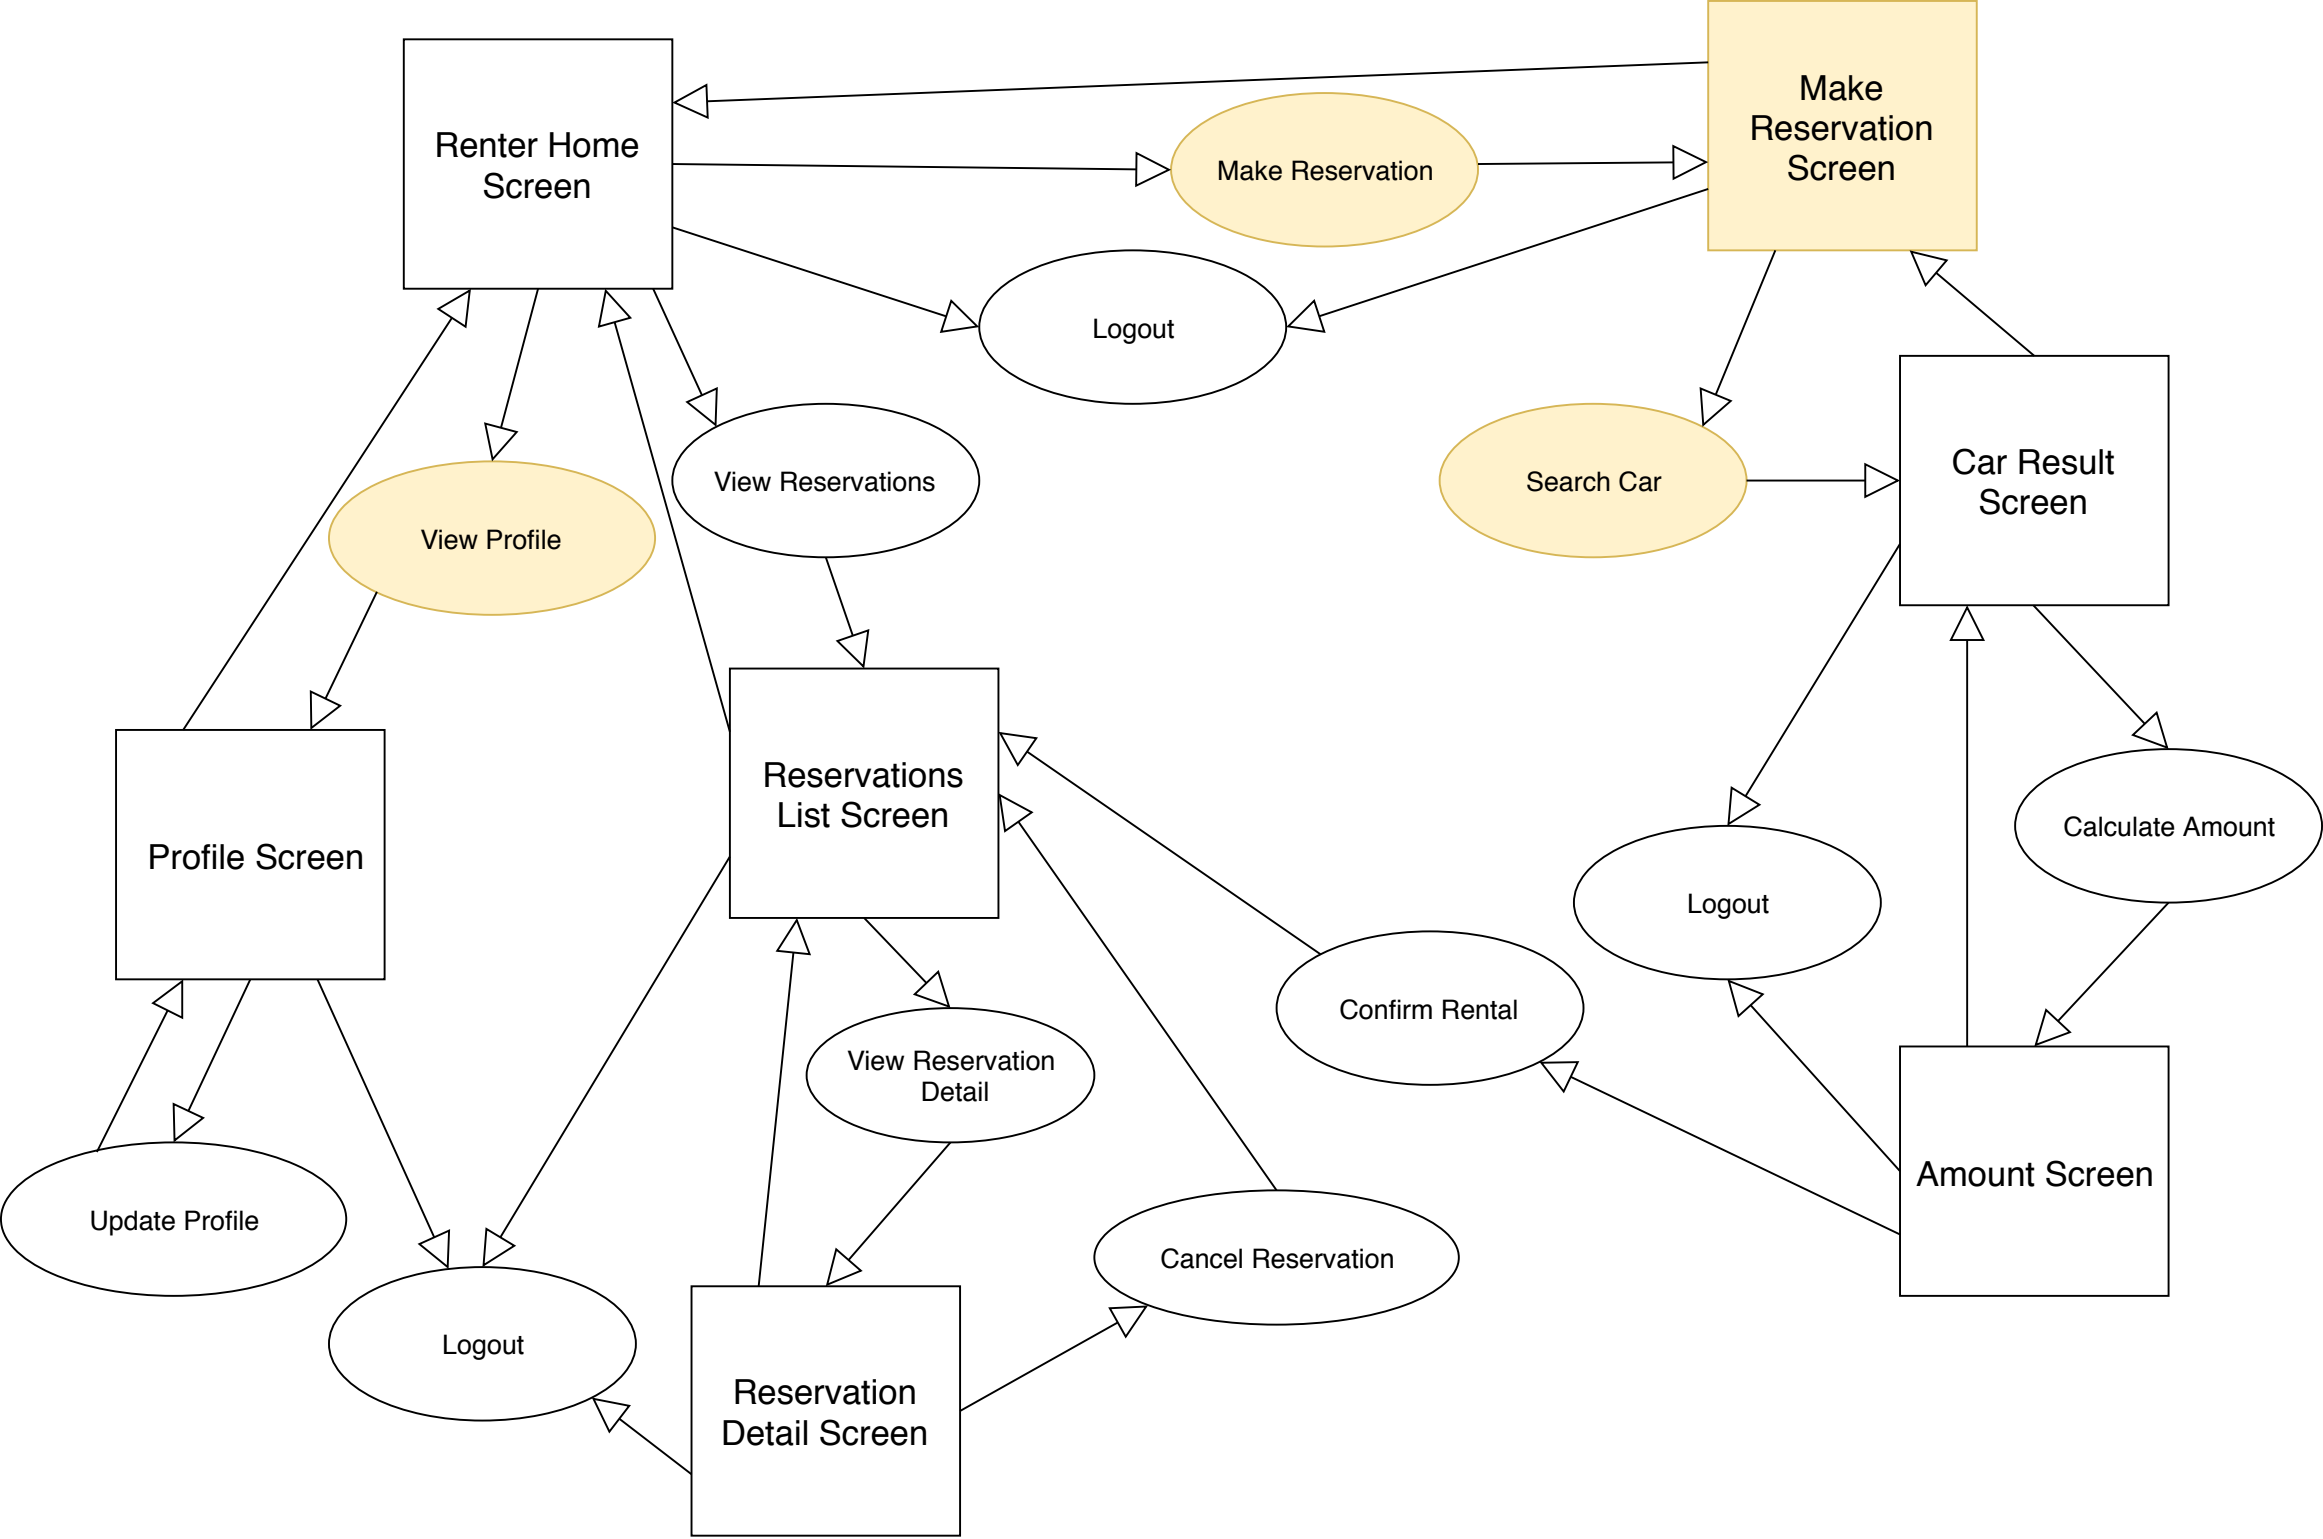 Make
Reservation
Screen
Renter Home
Screen
Make Reservation
Logout
View Reservations
Search Car
Car Result
Screen
View Profile
Reservations
List Screen
Profile Screen
Calculate Amount
Logout
Confirm Rental
View Reservation
Detail
Amount Screen
Update Profile
Cancel Reservation
Logout
Reservation
Detail Screen